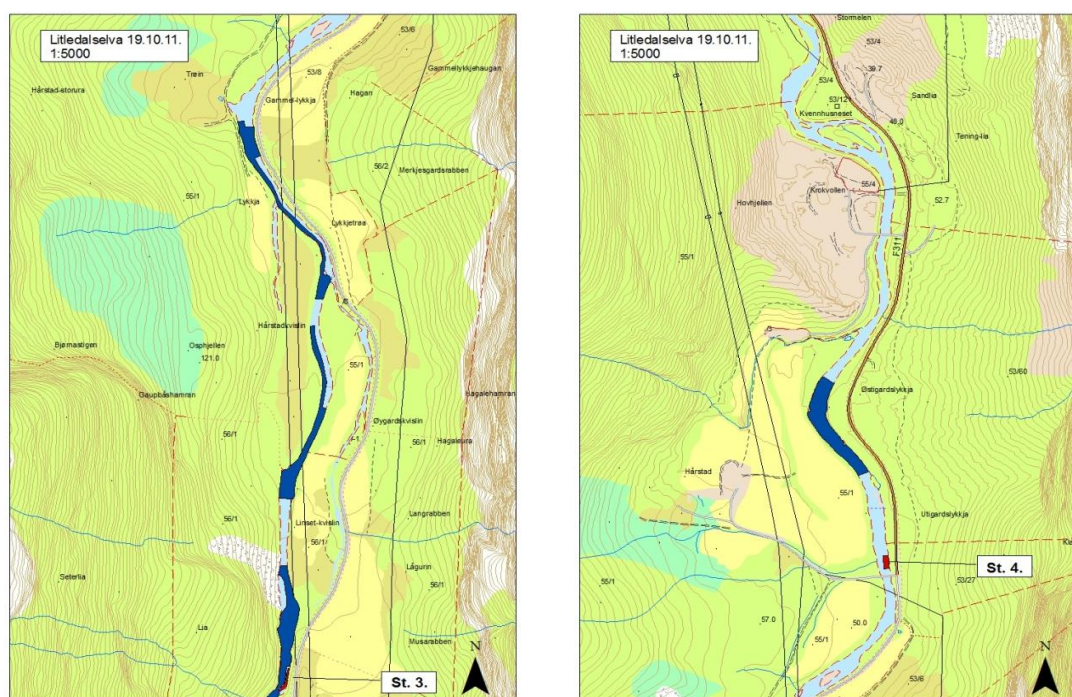 Litledalselva 19.10.11.
1:5000
53/6
Trøin
53/8
Gammellykkjehaugan
Hårstad-storura
Gammel-lykkja
Hagan
56/2
Merkjesgardsrabben
55/1
Lykkja
Lykkjetrøa
Hårstadkvislin
Bjørnastigen
Osphjellen
121.0
55/1
Gaupbåshamran
Hagalehamran
Øygardskvislin
56/1
56/1
Hagaleura
56/1
Linset-kvislin
Langrabben
56/1
Seterlia
Lågurin
56/1
Lia
Musarabben
St. 3.
N
Litledalselva 19.10.11.
1:5000
Stormelen
53/4
39.7
53/4
53/121
Sandlia
Kvennhusneset
48.0
Tening-lia
55/4
Krokvollen
Hovhjellen
52.7
F311
55/1
Østigardslykkja
53/60
Hårstad
55/1
Utigardslykkja
St. 4.
55/1
53/27
57.0
50.0
55/1
53/6
N